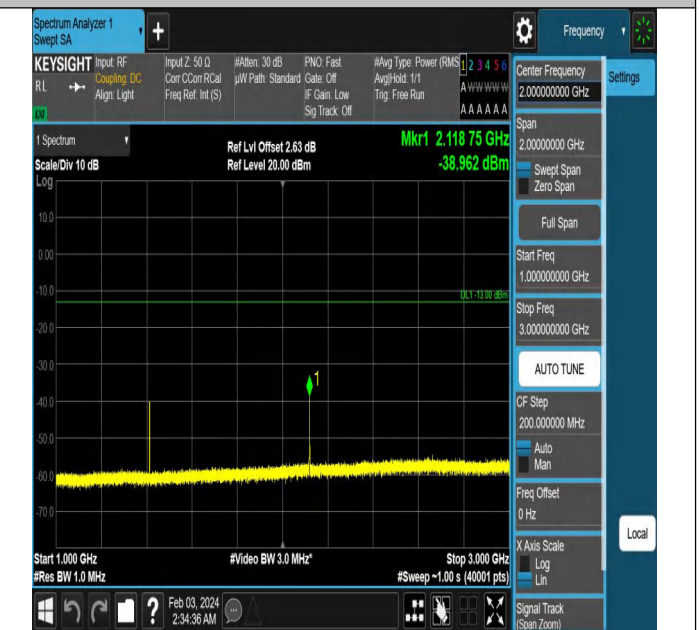 Spectrum Analyzer 1
Swept SA
+
Frequency
KEYSIGHT
RL
LXI
Input: RF
Coupling: DC
Align: Light
Input Z: 50 Ω
Corr CCorr RCal
Freq Ref: Int (S)
#Atten: 30 dB
µW Path: Standard
PNO: Fast
Gate: Off
IF Gain: Low
Sig Track: Off
#Avg Type: Power (RMS
Avg|Hold: 1/1
Trig: Free Run
1 2 3 4 5 6
A W W W W W
A A A A A A
1 Spectrum
Scale/Div 10 dB
Log
Ref Lvl Offset 2.63 dB
Ref Level 20.00 dBm
Mkr1 2.118 75 GHz
-38.962 dBm
10.0
0.00
-10.0
DL1 -13.00 dBm
-20.0
-30.0
1
-40.0
-50.0
-60.0
-70.0
Start 1.000 GHz
#Res BW 1.0 MHz
#Video BW 3.0 MHz*
Stop 3.000 GHz
#Sweep ~1.00 s (40001 pts)
Center Frequency
2.000000000 GHz
Settings
Span
2.00000000 GHz
Swept Span
Zero Span
Full Span
Start Freq
1.000000000 GHz
Stop Freq
3.000000000 GHz
AUTO TUNE
CF Step
200.000000 MHz
Auto
Man
Freq Offset
0 Hz
X Axis Scale
Log
Lin
Local
Signal Track
(Span Zoom)
?
Feb 03, 2024
2:34:36 AM